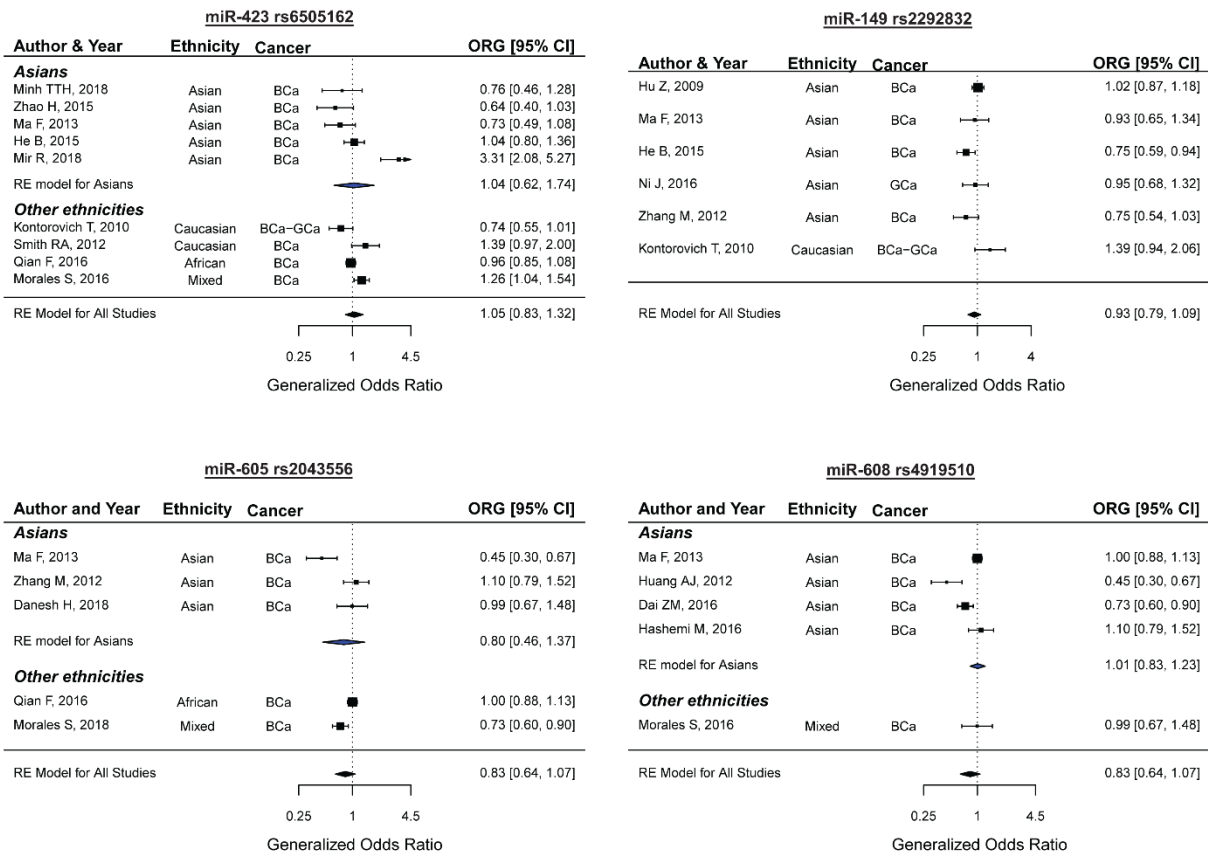 miR-423 rs6505162
Author & Year Ethnicity Cancer ORG [95% CI]
Asians
Minh TTH, 2018 Asian BCa 0.76 [0.46, 1.28]
Zhao H, 2015 Asian BCa 0.64 [0.40, 1.03]
Ma F, 2013 Asian BCa 0.73 [0.49, 1.08]
He B, 2015 Asian BCa 1.04 [0.80, 1.36]
Mir R, 2018 Asian BCa 3.31 [2.08, 5.27]
RE model for Asians 1.04 [0.62, 1.74]
Other ethnicities
Kontorovich T, 2010 Caucasian BCa−GCa 0.74 [0.55, 1.01]
Smith RA, 2012 Caucasian BCa 1.39 [0.97, 2.00]
Qian F, 2016 African BCa 0.96 [0.85, 1.08]
Morales S, 2016 Mixed BCa 1.26 [1.04, 1.54]
RE Model for All Studies 1.05 [0.83, 1.32]
0.25 1 4.5
Generalized Odds Ratio
miR-149 rs2292832
Author & Year Ethnicity Cancer ORG [95% CI]
Hu Z, 2009 Asian BCa 1.02 [0.87, 1.18]
Ma F, 2013 Asian BCa 0.93 [0.65, 1.34]
He B, 2015 Asian BCa 0.75 [0.59, 0.94]
Ni J, 2016 Asian GCa 0.95 [0.68, 1.32]
Zhang M, 2012 Asian BCa 0.75 [0.54, 1.03]
Kontorovich T, 2010 Caucasian BCa−GCa 1.39 [0.94, 2.06]
RE Model for All Studies 0.93 [0.79, 1.09]
0.25 1 4
Generalized Odds Ratio
miR-605 rs2043556
Author and Year Ethnicity Cancer ORG [95% CI]
Asians
Ma F, 2013 Asian BCa 0.45 [0.30, 0.67]
Zhang M, 2012 Asian BCa 1.10 [0.79, 1.52]
Danesh H, 2018 Asian BCa 0.99 [0.67, 1.48]
RE model for Asians 0.80 [0.46, 1.37]
Other ethnicities
Qian F, 2016 African BCa 1.00 [0.88, 1.13]
Morales S, 2018 Mixed BCa 0.73 [0.60, 0.90]
RE Model for All Studies 0.83 [0.64, 1.07]
0.25 1 4.5
Generalized Odds Ratio
miR-608 rs4919510
Author and Year Ethnicity Cancer ORG [95% CI]
Asians
Ma F, 2013 Asian BCa 1.00 [0.88, 1.13]
Huang AJ, 2012 Asian BCa 0.45 [0.30, 0.67]
Dai ZM, 2016 Asian BCa 0.73 [0.60, 0.90]
Hashemi M, 2016 Asian BCa 1.10 [0.79, 1.52]
RE model for Asians 1.01 [0.83, 1.23]
Other ethnicities
Morales S, 2016 Mixed BCa 0.99 [0.67, 1.48]
RE Model for All Studies 0.83 [0.64, 1.07]
0.25 1 4.5
Generalized Odds Ratio